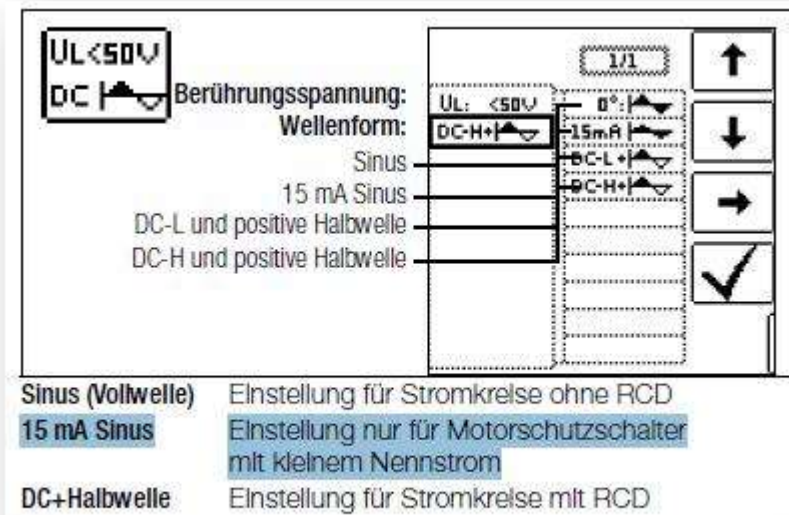 UL<50V
DC
Berührungsspannung:
Wellenform:
Sinus
15 mA Sinus
DC-L und positive Halbwelle
DC-H und positive Halbwelle
1/1
UL: <50V
DC-H+
0°:
15mA
DC-L+
DC-H+
Sinus (Vollwelle) Einstellung für Stromkreise ohne RCD
15 mA Sinus Einstellung nur für Motorschutzschalter
mit kleinem Nennstrom
DC+Halbwelle Einstellung für Stromkreise mit RCD